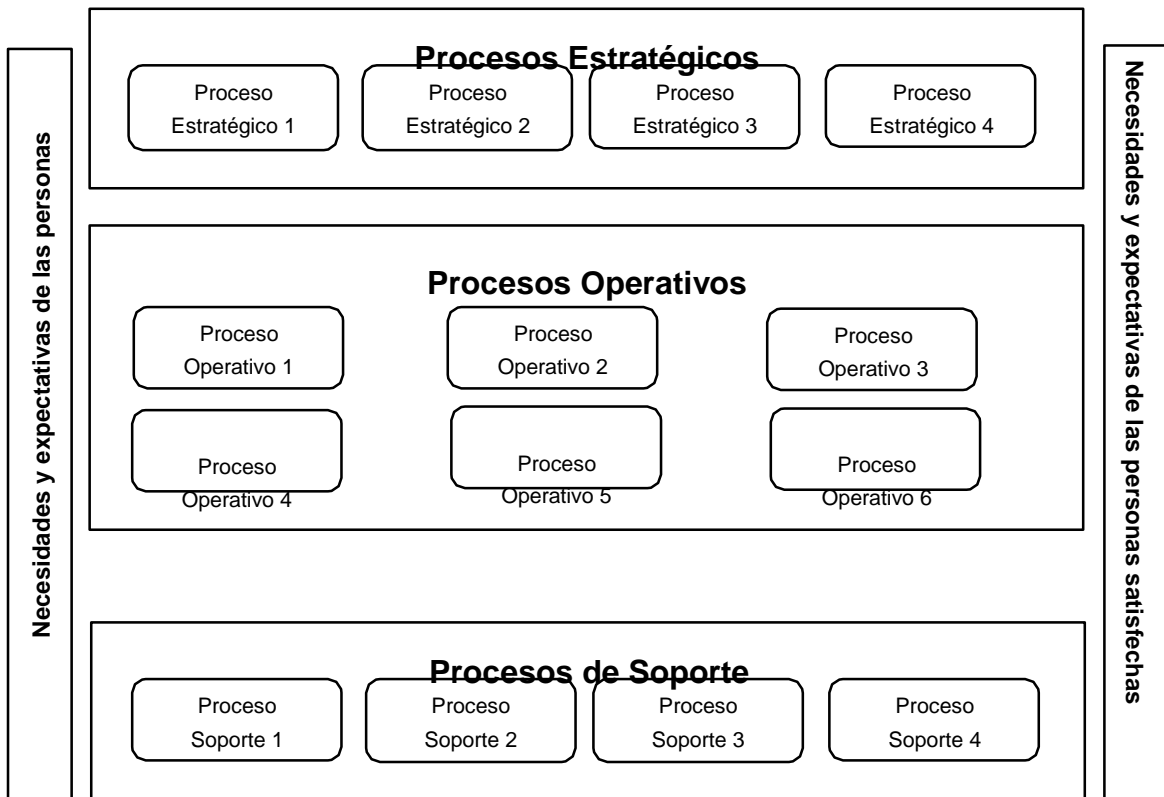 Necesidades y expectativas de las personas
Procesos Estratégicos
Proceso
Estratégico 1
Proceso
Estratégico 2
Proceso
Estratégico 3
Proceso
Estratégico 4
Procesos Operativos
Proceso
Operativo 1
Proceso
Operativo 2
Proceso
Operativo 3
Proceso
Operativo 4
Proceso
Operativo 5
Proceso
Operativo 6
Procesos de Soporte
Proceso
Soporte 1
Proceso
Soporte 2
Proceso
Soporte 3
Proceso
Soporte 4
Necesidades y expectativas de las personas satisfechas